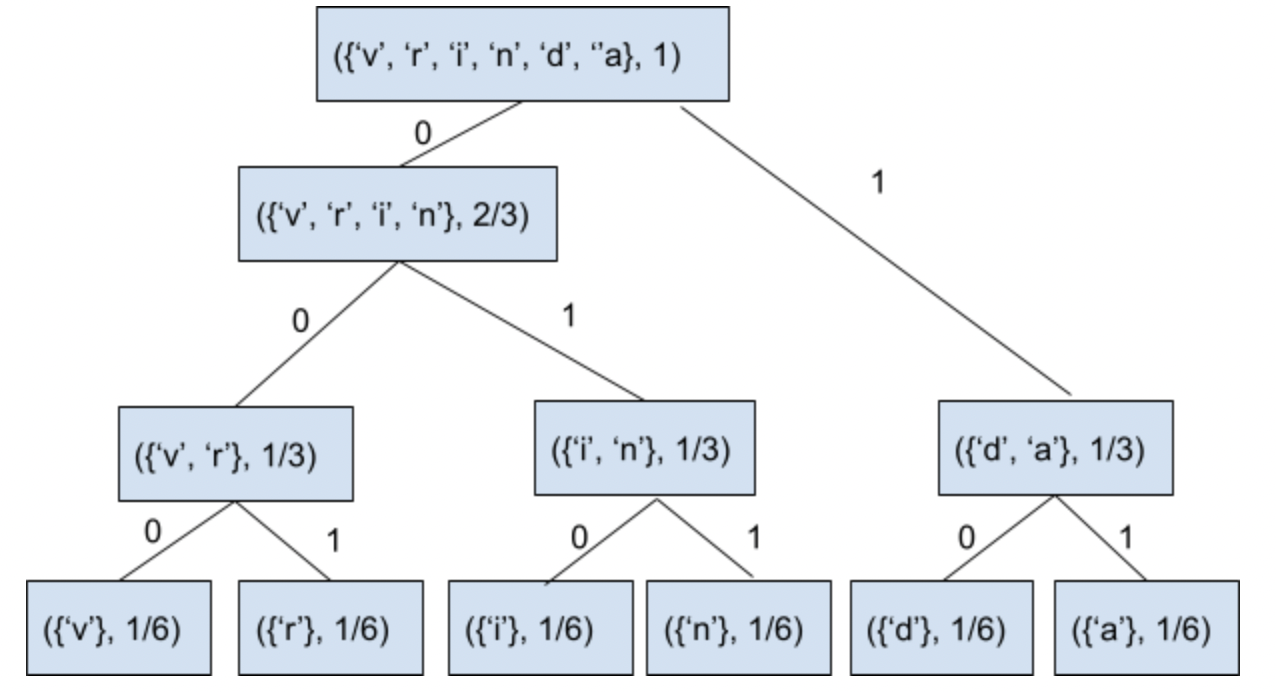 ({‘v’, ‘r’, ‘i’, ‘n’, ‘d’, ‘’a}, 1)
0
1
({‘v’, ‘r’, ‘i’, ‘n’}, 2/3)
0
1
({‘v’, ‘r’}, 1/3)
({‘i’, ‘n’}, 1/3)
({‘d’, ‘a’}, 1/3)
0
1
0
1
0
1
({‘v’}, 1/6)
({‘r’}, 1/6)
({‘i’}, 1/6)
({‘n’}, 1/6)
({‘d’}, 1/6)
({‘a’}, 1/6)